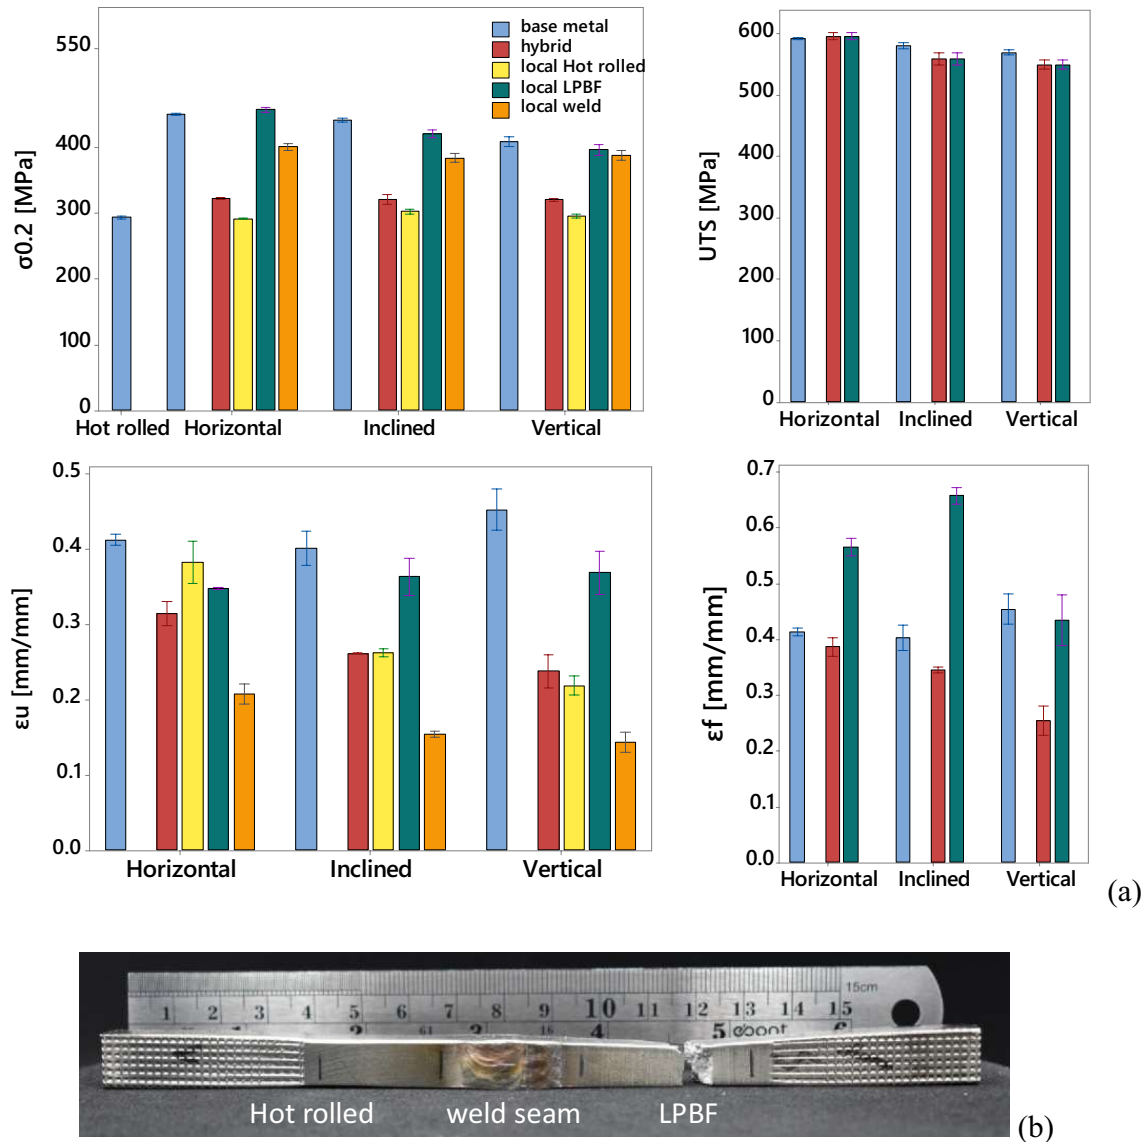 base metal
hybrid
local Hot rolled
local LPBF
local weld
σ0.2 [MPa]
550
400
300
200
100
0
Hot rolled Horizontal Inclined Vertical
UTS [MPa]
600
500
400
300
200
100
0
Horizontal Inclined Vertical
εu [mm/mm]
0.5
0.4
0.3
0.2
0.1
0.0
Horizontal Inclined Vertical
εf [mm/mm]
0.7
0.5
0.4
0.3
0.2
0.1
0.0
Horizontal Inclined Vertical
(a)
15cm
1 2 3 4 5 6 7 8 9 10 11 12 13 14 15
61 16 4 5
Hot rolled weld seam LPBF
(b)